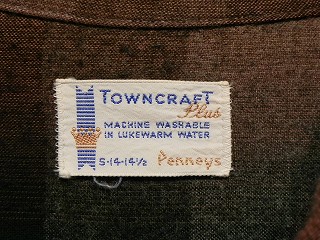 TOWNCRAFT
Plus
MACHINE WASHABLE
IN LUKEWARM WATER
S-14-14½ Penneys